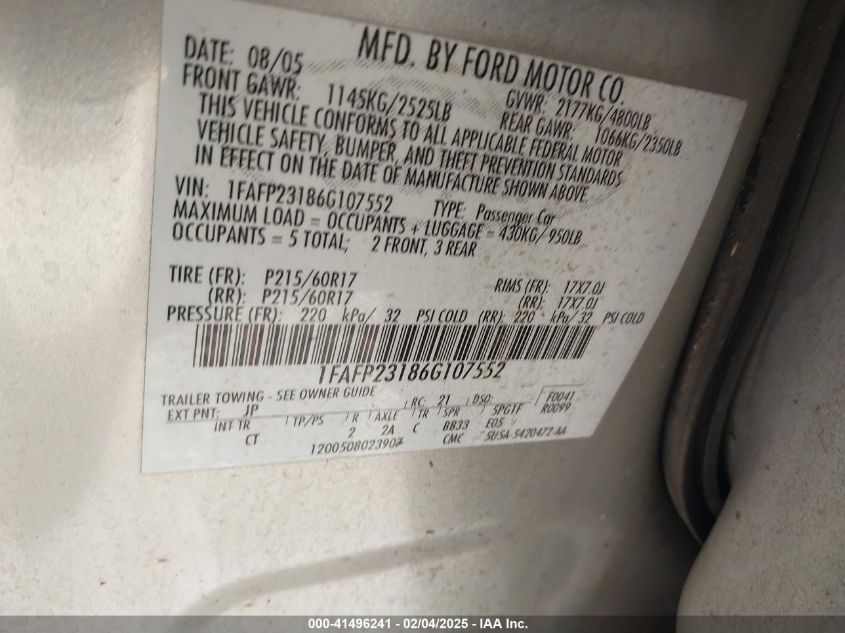 MFD. BY FORD MOTOR CO.
DATE: 08/05 GVWR: 2177KG/4800LB
FRONT GAWR: 1145KG/2525LB REAR GAWR: 1066KG/2350LB
THIS VEHICLE CONFORMS TO ALL APPLICABLE FEDERAL MOTOR
VEHICLE SAFETY, BUMPER, AND THEFT PREVENTION STANDARDS
IN EFFECT ON THE DATE OF MANUFACTURE SHOWN ABOVE.
VIN: 1FAFP23186G107552 TYPE: Passenger Car
MAXIMUM LOAD = OCCUPANTS + LUGGAGE = 430KG/950LB
OCCUPANTS = 5 TOTAL; 2 FRONT, 3 REAR
TIRE (FR): P215/60R17 RIMS (FR): 17X7.0J
(RR): P215/60R17 (RR): 17X7.0J
PRESSURE (FR): 220 kPa/ 32 PSI COLD (RR): 220 kPa/ 32 PSI COLD
1FAFP23186G107552
TRAILER TOWING - SEE OWNER GUIDE
EXT PNT: JP RC: 21 DSO: F0041
R0099
INT TR TP/PS R AXLE TR SPR SPGTF
CT 2 2A C BB33 E05
1200508023907 CMC 5U5A-5420472-AA
000-41496241 - 02/04/2025 - IAA Inc.